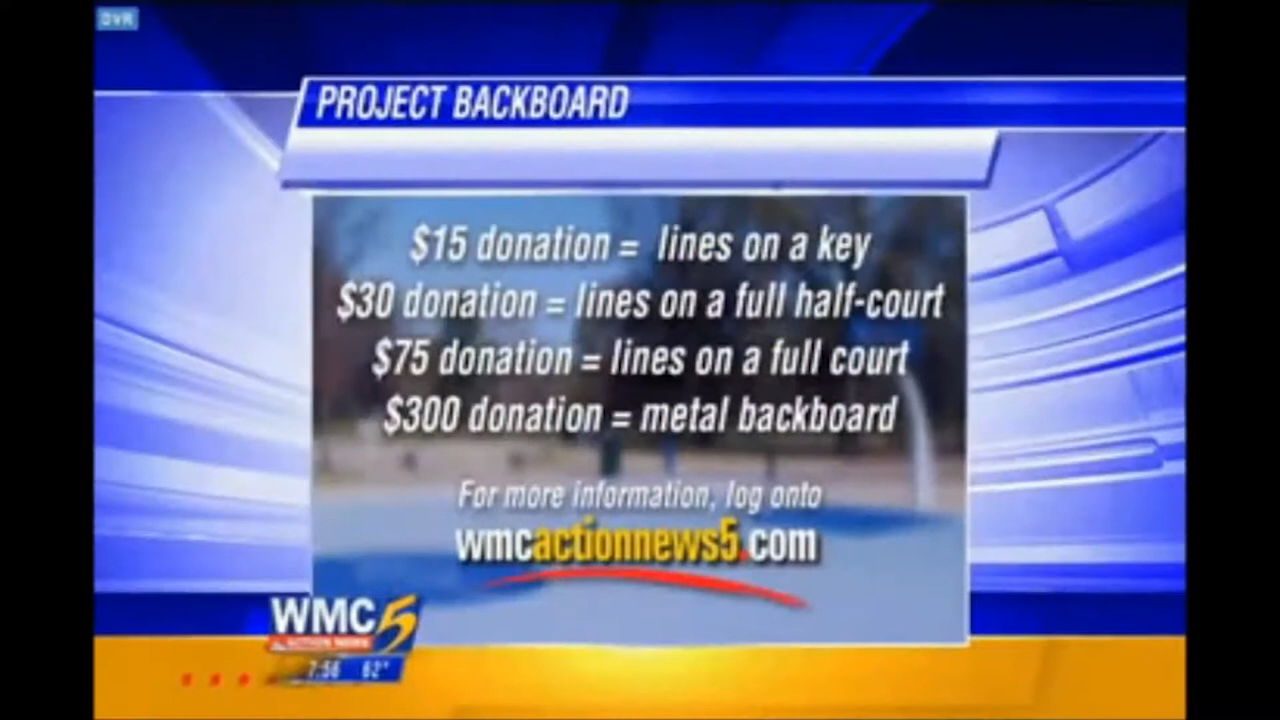 DVR
PROJECT BACKBOARD
$15 donation = lines on a key
$30 donation = lines on a full half-court
$75 donation = lines on a full court
$300 donation = metal backboard
For more information, log onto
wmcactionnews5.com
WMC5
ACTION NEWS
7:56 62°